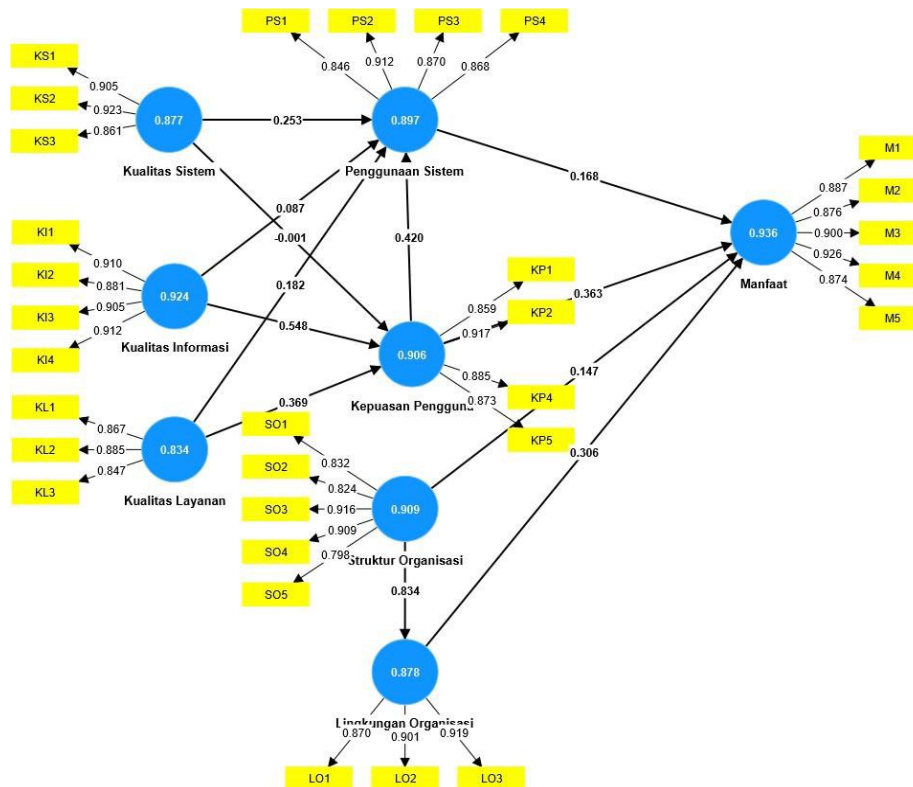 PS1
PS2
PS3
PS4
0.846
0.912
0.870
0.868
KS1
KS2
KS3
0.905
0.923
0.861
0.877
Kualitas Sistem
0.253
0.897
Penggunaan Sistem
0.168
M1
M2
M3
M4
M5
0.887
0.876
0.900
0.926
0.874
0.936
Manfaat
0.087
-0.001
0.182
0.420
KI1
KI2
KI3
KI4
0.910
0.881
0.905
0.912
0.924
Kualitas Informasi
0.548
KP1
KP2
KP4
KP5
0.859
0.917
0.885
0.873
0.363
0.906
Kepuasan Pengguna
0.147
0.369
KL1
KL2
KL3
0.867
0.885
0.847
0.834
Kualitas Layanan
0.306
SO1
SO2
SO3
SO4
SO5
0.832
0.824
0.916
0.909
0.798
0.909
Struktur Organisasi
0.834
0.878
Lingkungan Organisasi
0.870
0.901
0.919
LO1
LO2
LO3